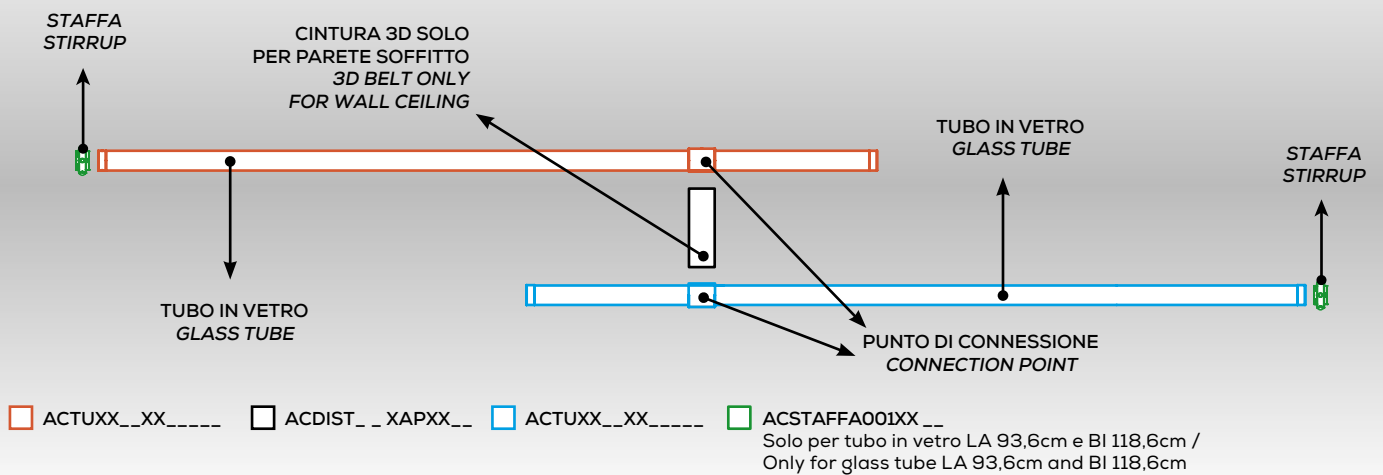 STAFFA
STIRRUP
CINTURA 3D SOLO
PER PARETE SOFFITTO
3D BELT ONLY
FOR WALL CEILING
TUBO IN VETRO
GLASS TUBE
STAFFA
STIRRUP
TUBO IN VETRO
GLASS TUBE
PUNTO DI CONNESSIONE
CONNECTION POINT
ACTUXX__XX_____
ACDIST_ _ XAPXX__
ACTUXX__XX_____
ACSTAFFA001XX __
Solo per tubo in vetro LA 93,6cm e BI 118,6cm /
Only for glass tube LA 93,6cm and BI 118,6cm